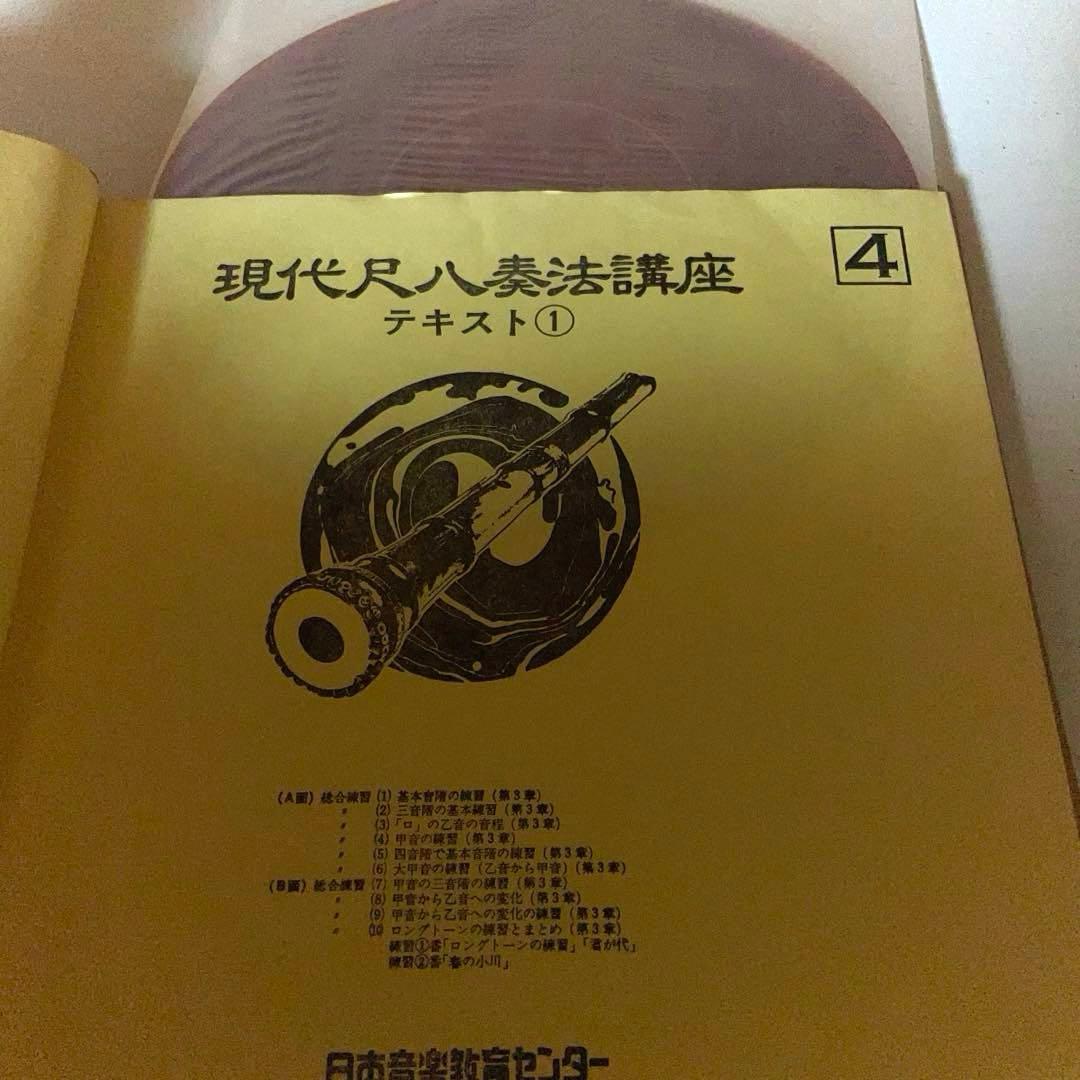 4
現代尺八奏法講座
テキスト①
(A面) 総合練習 (1) 基本音階の練習 (第3章)
〃 (2) 三音階の基本練習 (第3章)
〃 (3) 「ロ」の乙音の音程 (第3章)
〃 (4) 甲音の練習 (第3章)
〃 (5) 四音階で基本音階の練習 (第3章)
〃 (6) 大甲音の練習 (乙音から甲音) (第3章)
(B面) 総合練習 (7) 甲音の三音階の練習 (第3章)
〃 (8) 甲音から乙音への変化 (第3章)
〃 (9) 甲音から乙音への変化の練習 (第3章)
〃 (10) ロングトーンの練習とまとめ (第3章)
練習①番「ロングトーンの練習」「君が代」
練習②番「春の小川」
日本音楽教育センター